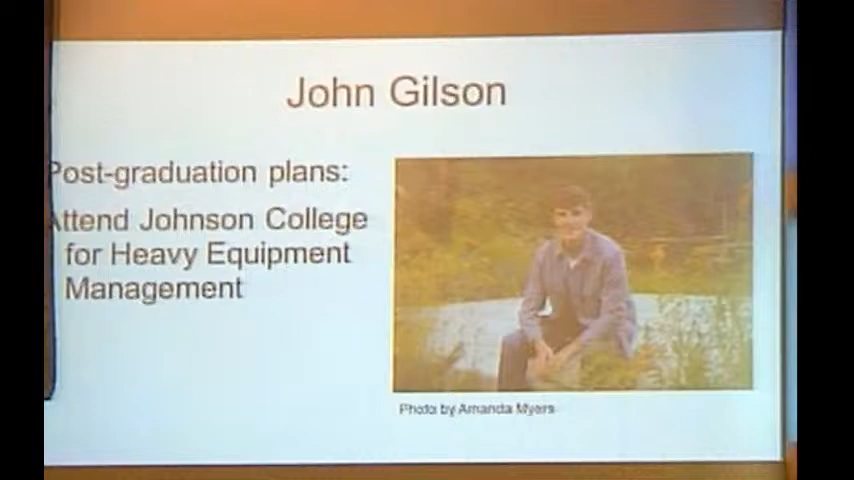 John Gilson
Post-graduation plans:
Attend Johnson College
for Heavy Equipment
Management
Photo by Amanda Myers